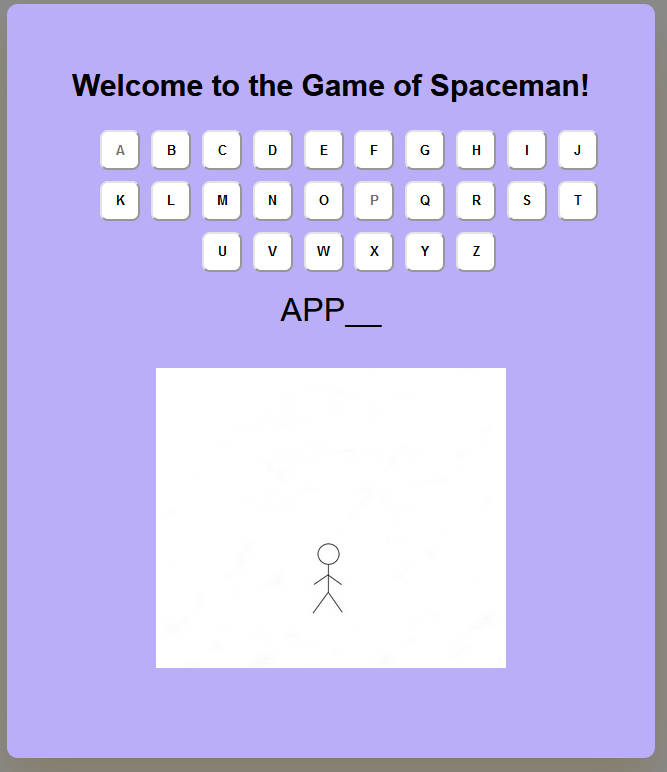 Welcome to the Game of Spaceman!
A B C D E F G H I J
K L M N O P Q R S T
U V W X Y Z
APP__